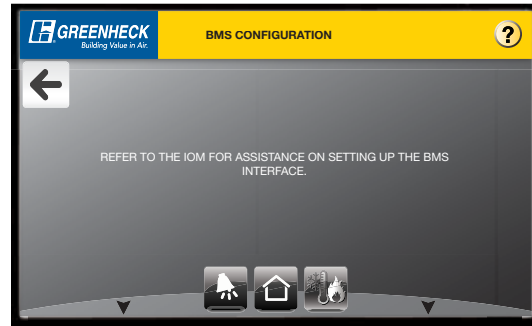 GREENHECK
Building Value in Air.
BMS CONFIGURATION
?
REFER TO THE IOM FOR ASSISTANCE ON SETTING UP THE BMS
INTERFACE.